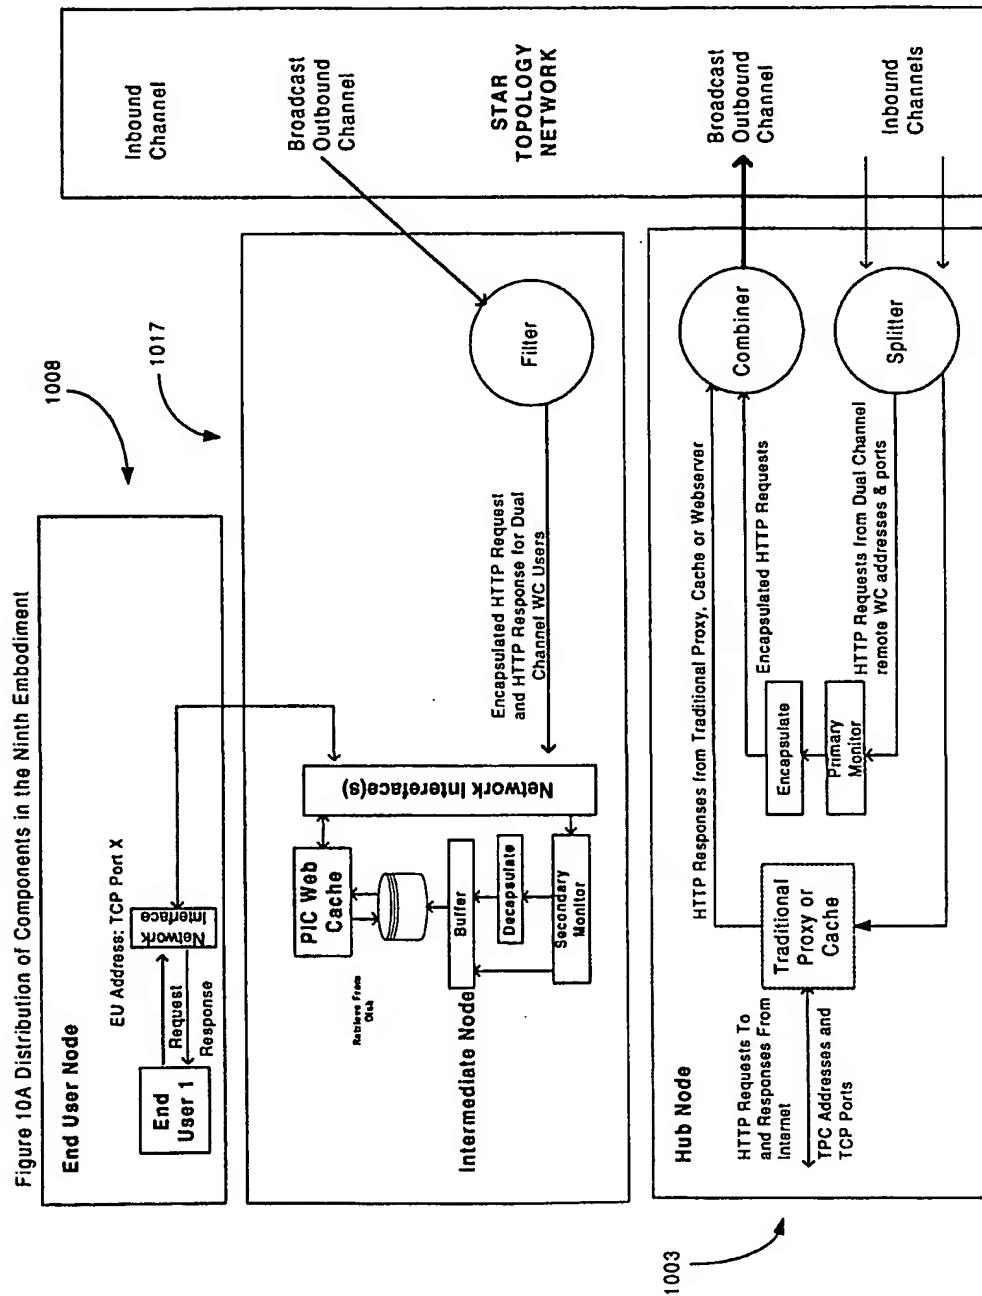 Figure 10A Distribution of Components in the Ninth Embodiment
End User Node
End
User 1
Request
Response
EU Address: TCP Port X
Network
Interface
1008
1017
Inbound
Channel
Broadcast
Outbound
Channel
STAR
TOPOLOGY
NETWORK
Broadcast
Outbound
Channel
Inbound
Channels
Intermediate Node
Retrieve From
Disk
PIC Web
Cache
Buffer
Decapsulate
Secondary
Monitor
Network Intereface(s)
Encapsulated HTTP Request
and HTTP Response for Dual
Channel WC Users
Filter
Hub Node
HTTP Requests To
and Responses From
Internet
TPC Addresses and
TCP Ports
Traditional
Proxy or
Cache
HTTP Responses from Traditional Proxy, Cache or Webserver
Encapsulate
Primary
Monitor
Encapsulated HTTP Requests
HTTP Requests from Dual Channel
remote WC addresses & ports
Combiner
Splitter
1003